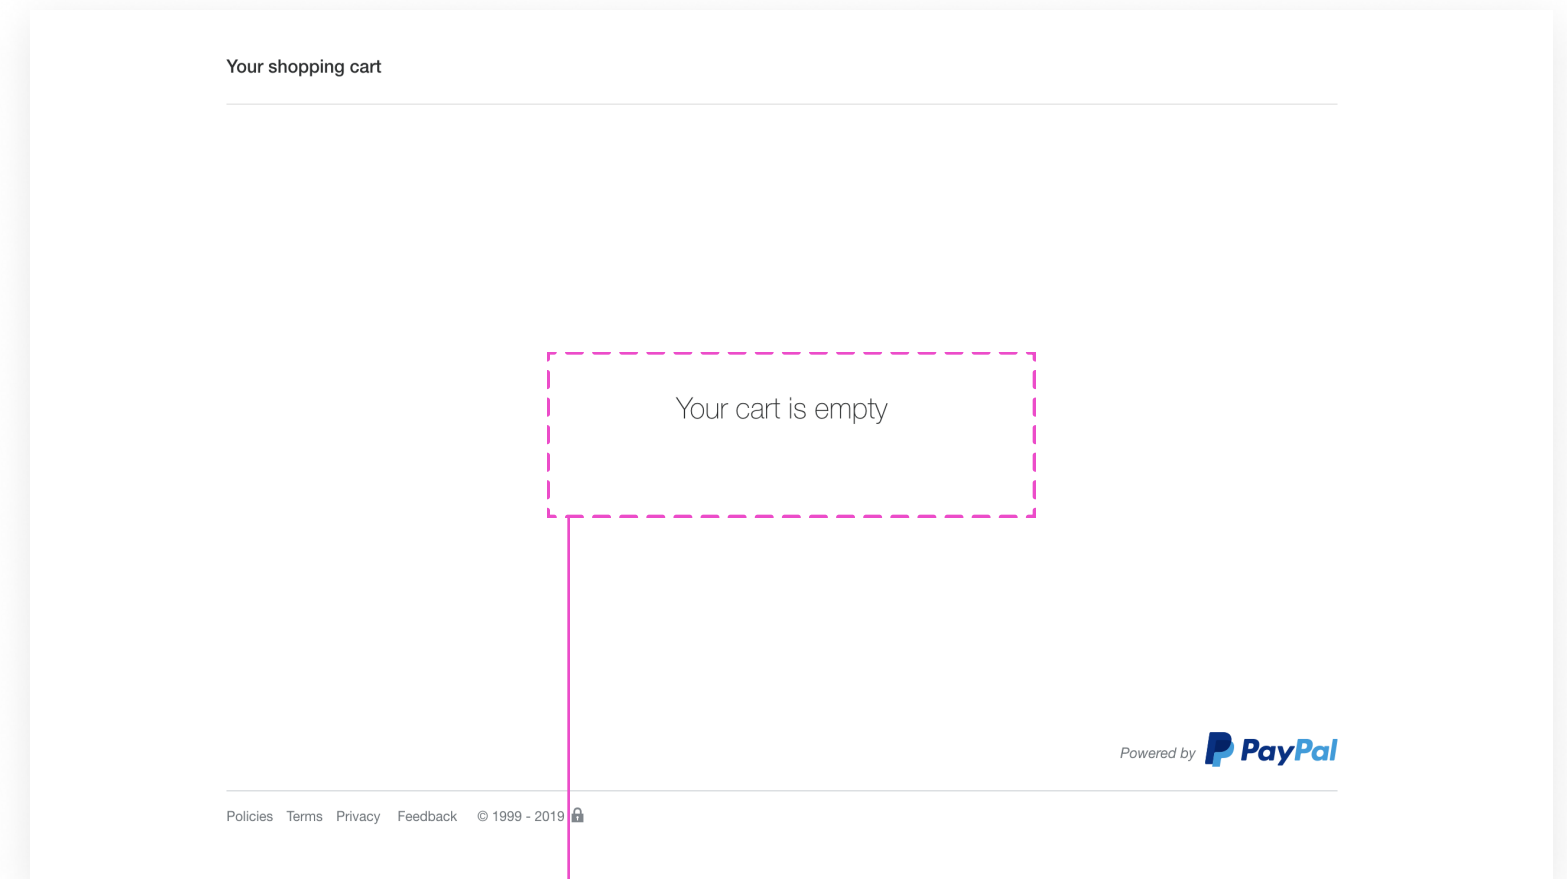 Your shopping cart
Your cart is empty
Powered by PayPal
Policies Terms Privacy Feedback © 1999 - 2019